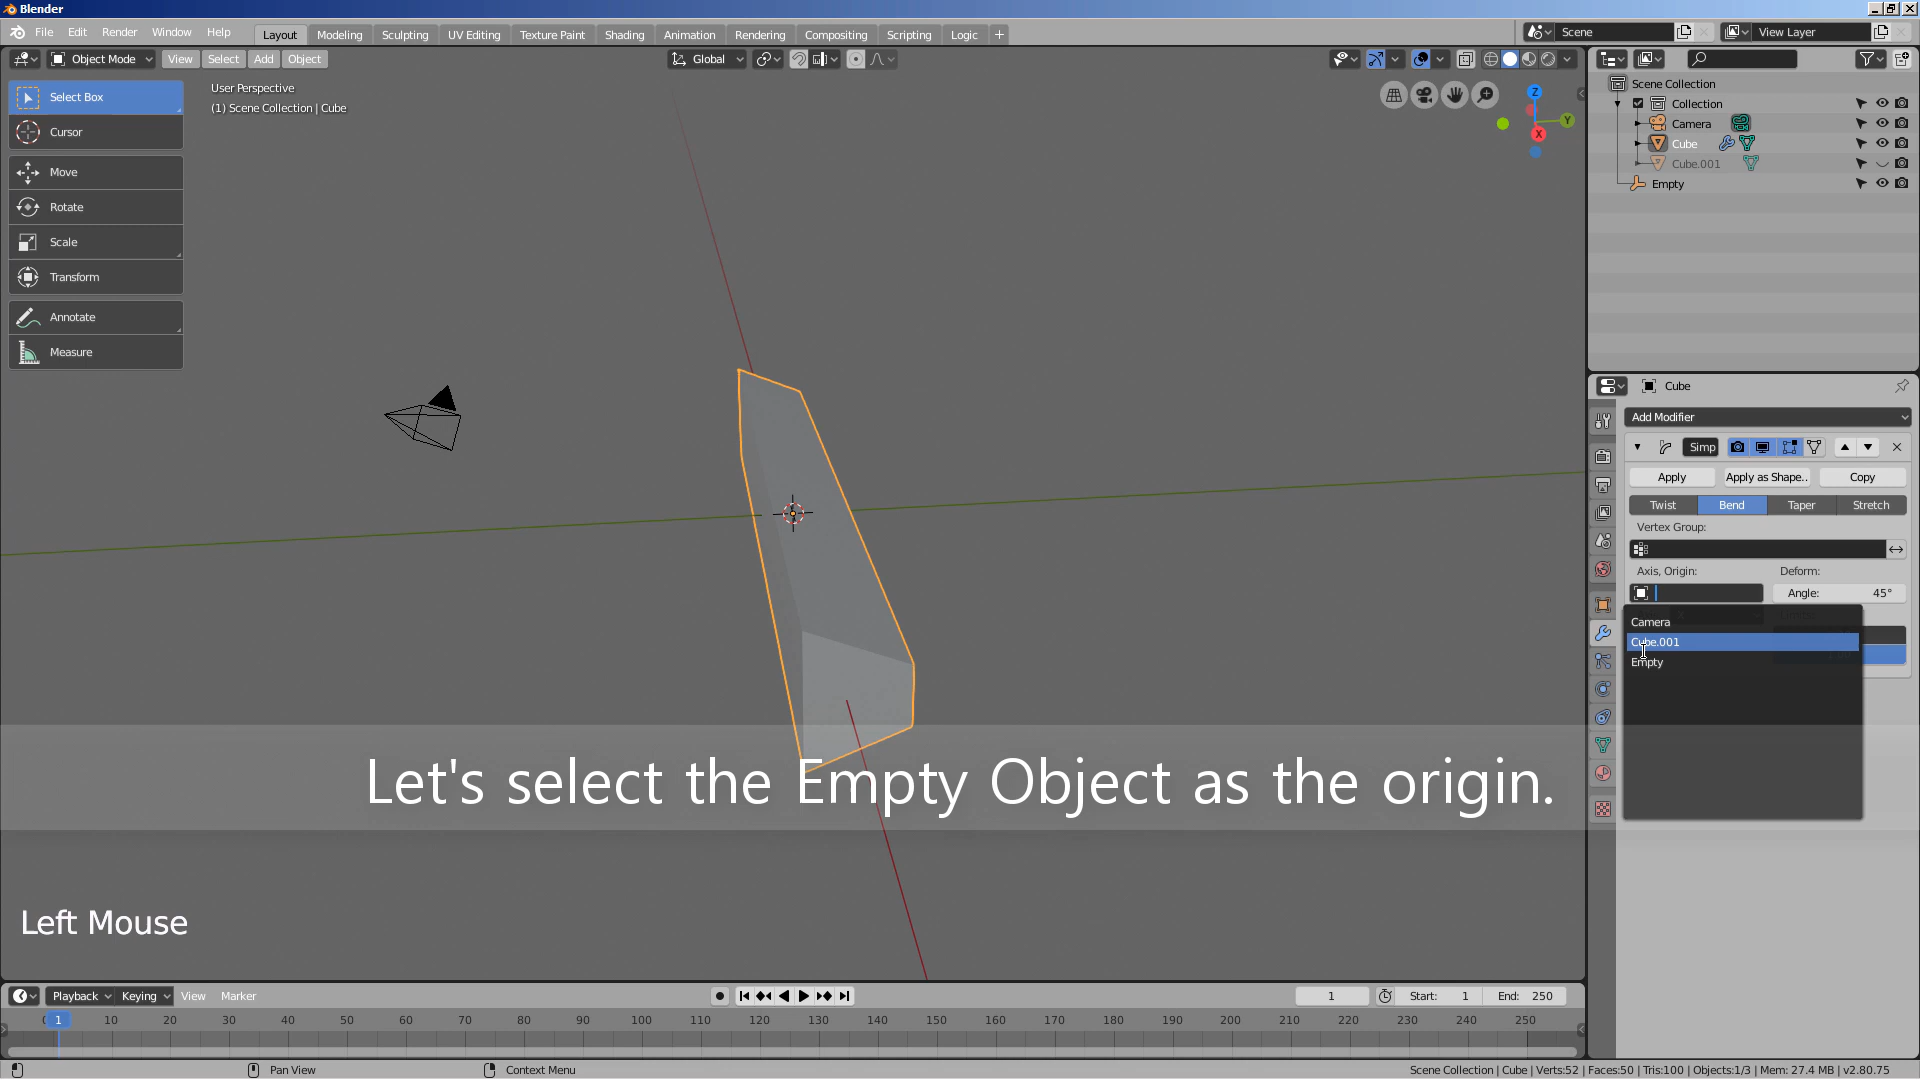 Blender
File Edit Render Window Help
Layout Modeling Sculpting UV Editing Texture Paint Shading Animation Rendering Compositing Scripting Logic +
Scene View Layer
Object Mode View Select Add Object
Global
User Perspective
(1) Scene Collection | Cube
Select Box
Cursor
Move
Rotate
Scale
Transform
Annotate
Measure
Z
Y
X
Scene Collection
Collection
Camera
Cube
Cube.001
Empty
Cube
Add Modifier
Simp
Apply Apply as Shape.. Copy
Twist Bend Taper Stretch
Vertex Group:
Axis, Origin: Deform:
Angle: 45°
Camera
Cube.001
Empty
Let's select the Empty Object as the origin.
Left Mouse
Playback Keying View Marker
1 Start: 1 End: 250
1 10 20 30 40 50 60 70 80 90 100 110 120 130 140 150 160 170 180 190 200 210 220 230 240 250
Pan View Context Menu
Scene Collection | Cube | Verts:52 | Faces:50 | Tris:100 | Objects:1/3 | Mem: 27.4 MB | v2.80.75